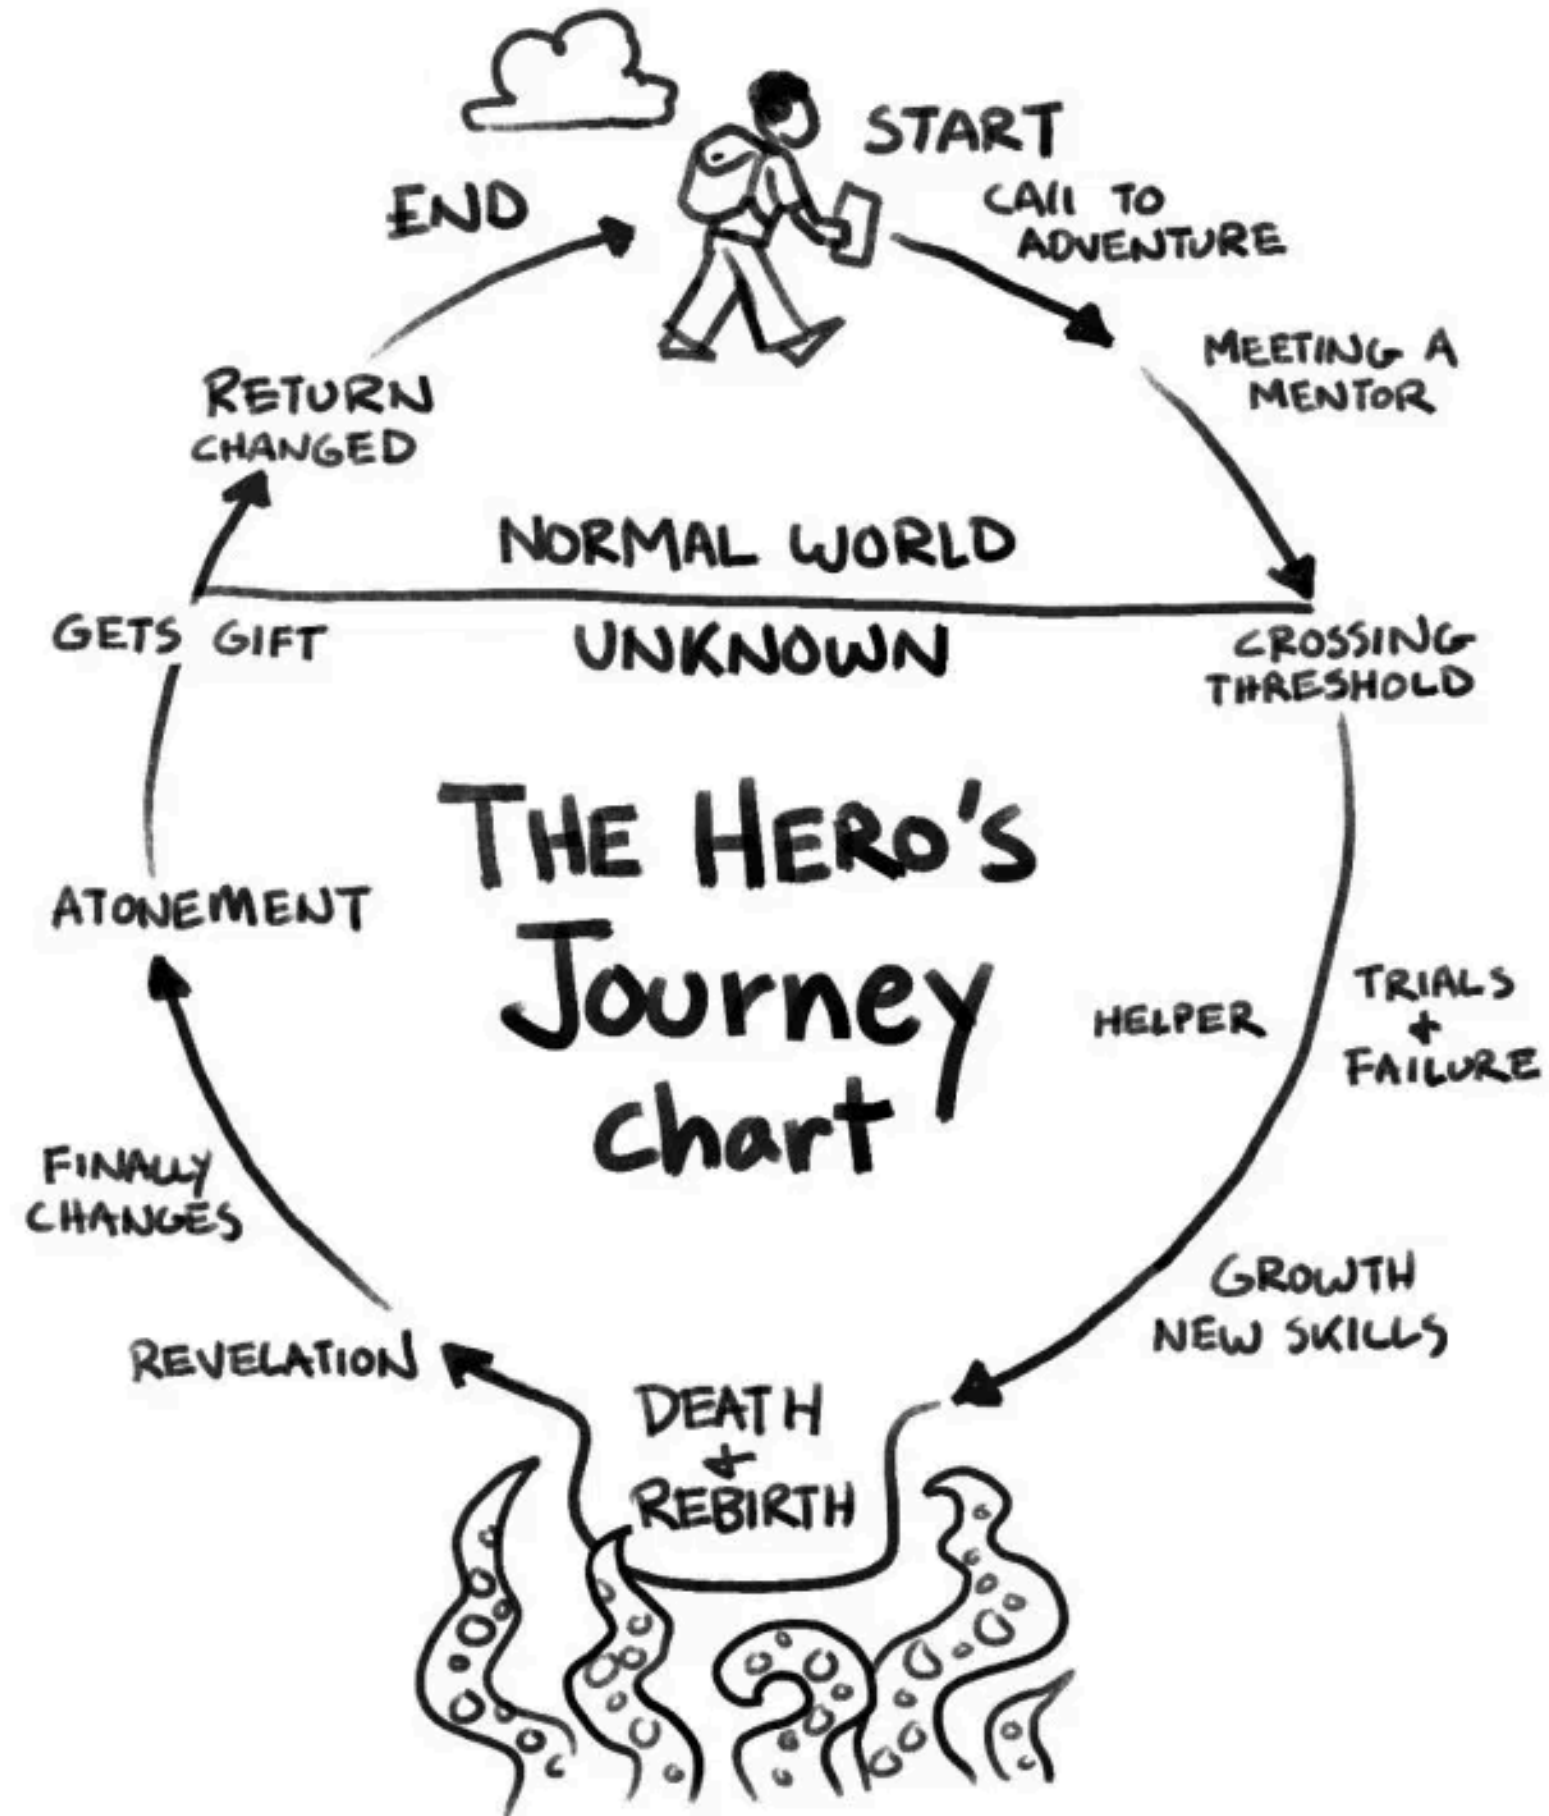 START
CAll TO
ADVENTURE
MEETING A
MENTOR
CROSSING
THRESHOLD
TRIALS
+
FAILURE
HELPER
GROWTH
NEW SKILLS
DEATH
+
REBIRTH
REVELATION
FINALLY
CHANGES
ATONEMENT
GETS GIFT
RETURN
CHANGED
END
NORMAL WORLD
UNKNOWN
THE HERO'S
Journey
chart